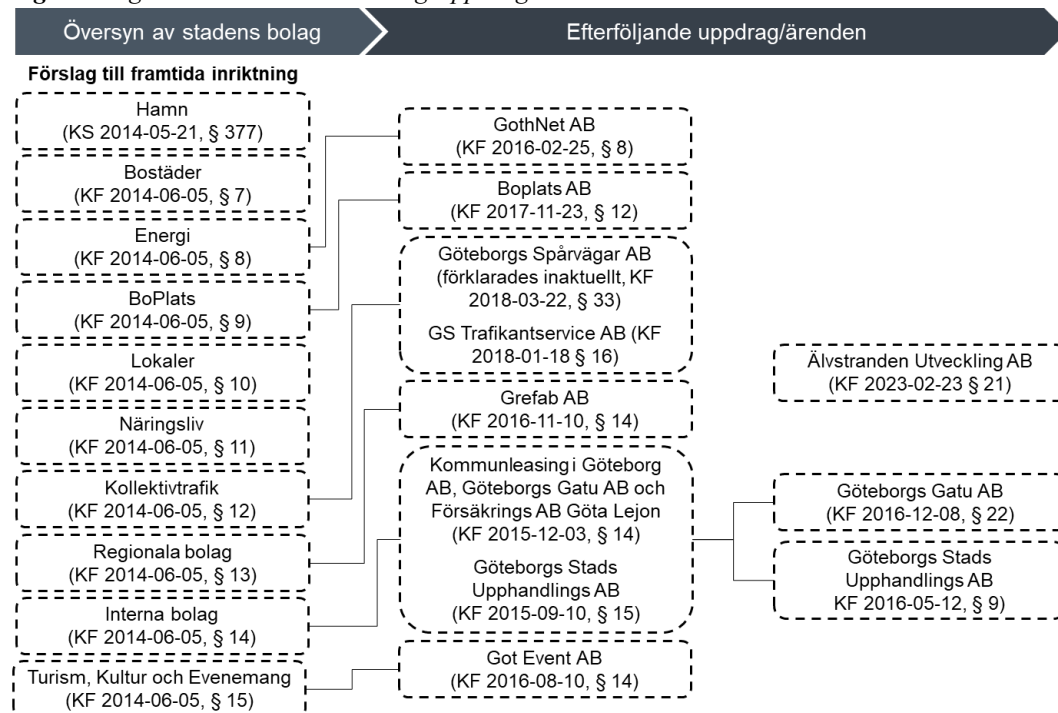 Översyn av stadens bolag
Efterföljande uppdrag/ärenden
Förslag till framtida inriktning
Hamn
(KS 2014-05-21, § 377)
Bostäder
(KF 2014-06-05, § 7)
Energi
(KF 2014-06-05, § 8)
BoPlats
(KF 2014-06-05, § 9)
Lokaler
(KF 2014-06-05, § 10)
Näringsliv
(KF 2014-06-05, § 11)
Kollektivtrafik
(KF 2014-06-05, § 12)
Regionala bolag
(KF 2014-06-05, § 13)
Interna bolag
(KF 2014-06-05, § 14)
Turism, Kultur och Evenemang
(KF 2014-06-05, § 15)
GothNet AB
(KF 2016-02-25, § 8)
Boplats AB
(KF 2017-11-23, § 12)
Göteborgs Spårvägar AB
(förklarades inaktuellt, KF
2018-03-22, § 33)
GS Trafikantservice AB (KF
2018-01-18 § 16)
Grefab AB
(KF 2016-11-10, § 14)
Kommunleasing i Göteborg
AB, Göteborgs Gatu AB och
Försäkrings AB Göta Lejon
(KF 2015-12-03, § 14)
Göteborgs Stads
Upphandlings AB
(KF 2015-09-10, § 15)
Got Event AB
(KF 2016-08-10, § 14)
Älvstranden Utveckling AB
(KF 2023-02-23 § 21)
Göteborgs Gatu AB
(KF 2016-12-08, § 22)
Göteborgs Stads
Upphandlings AB
KF 2016-05-12, § 9)